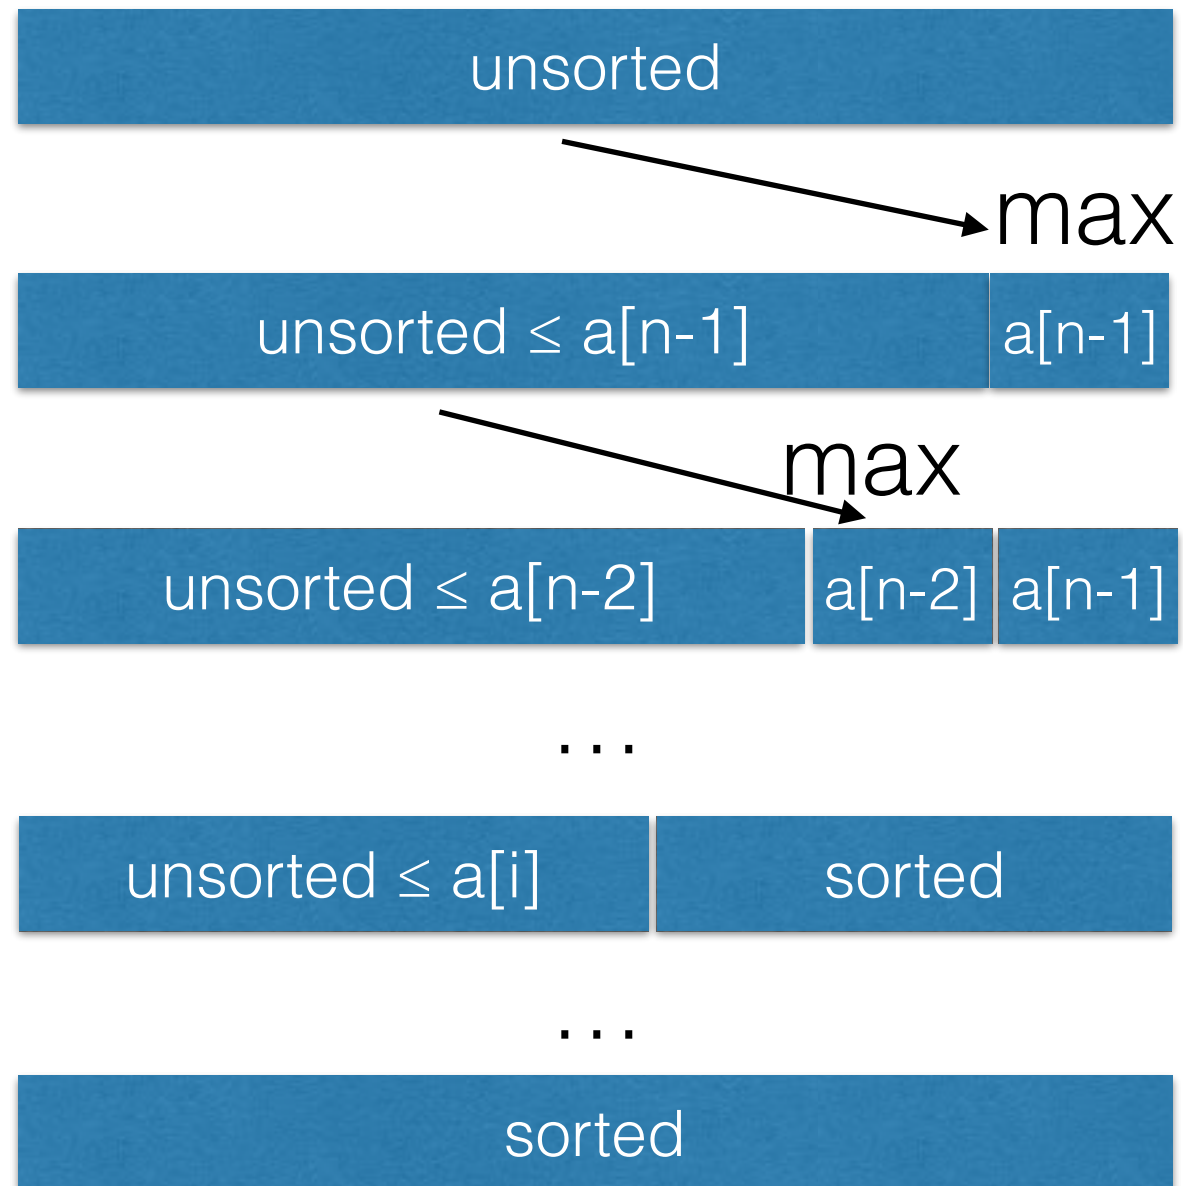 unsorted
max
unsorted ≤ a[n-1] a[n-1]
max
unsorted ≤ a[n-2] a[n-2] a[n-1]
...
unsorted ≤ a[i] sorted
...
sorted